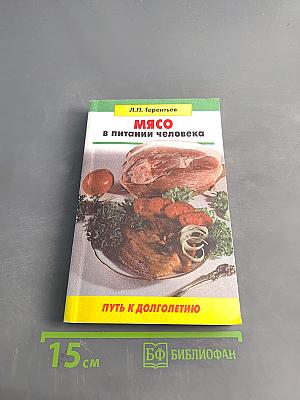 Л.П. Терентьев
МЯСО
в питании человека
ПУТЬ К ДОЛГОЛЕТИЮ
15 см
БФ БИБЛИОФАН